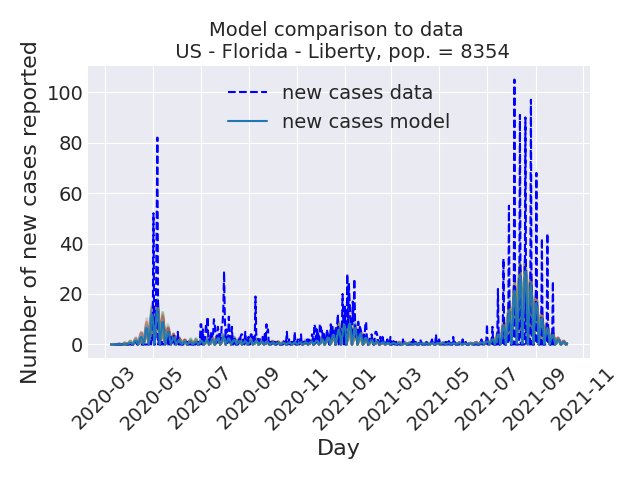 Model comparison to data
US - Florida - Liberty, pop. = 8354
new cases data
new cases model
Number of new cases reported
100
80
60
40
20
0
2020-03
2020-05
2020-07
2020-09
2020-11
2021-01
2021-03
2021-05
2021-07
2021-09
2021-11
Day